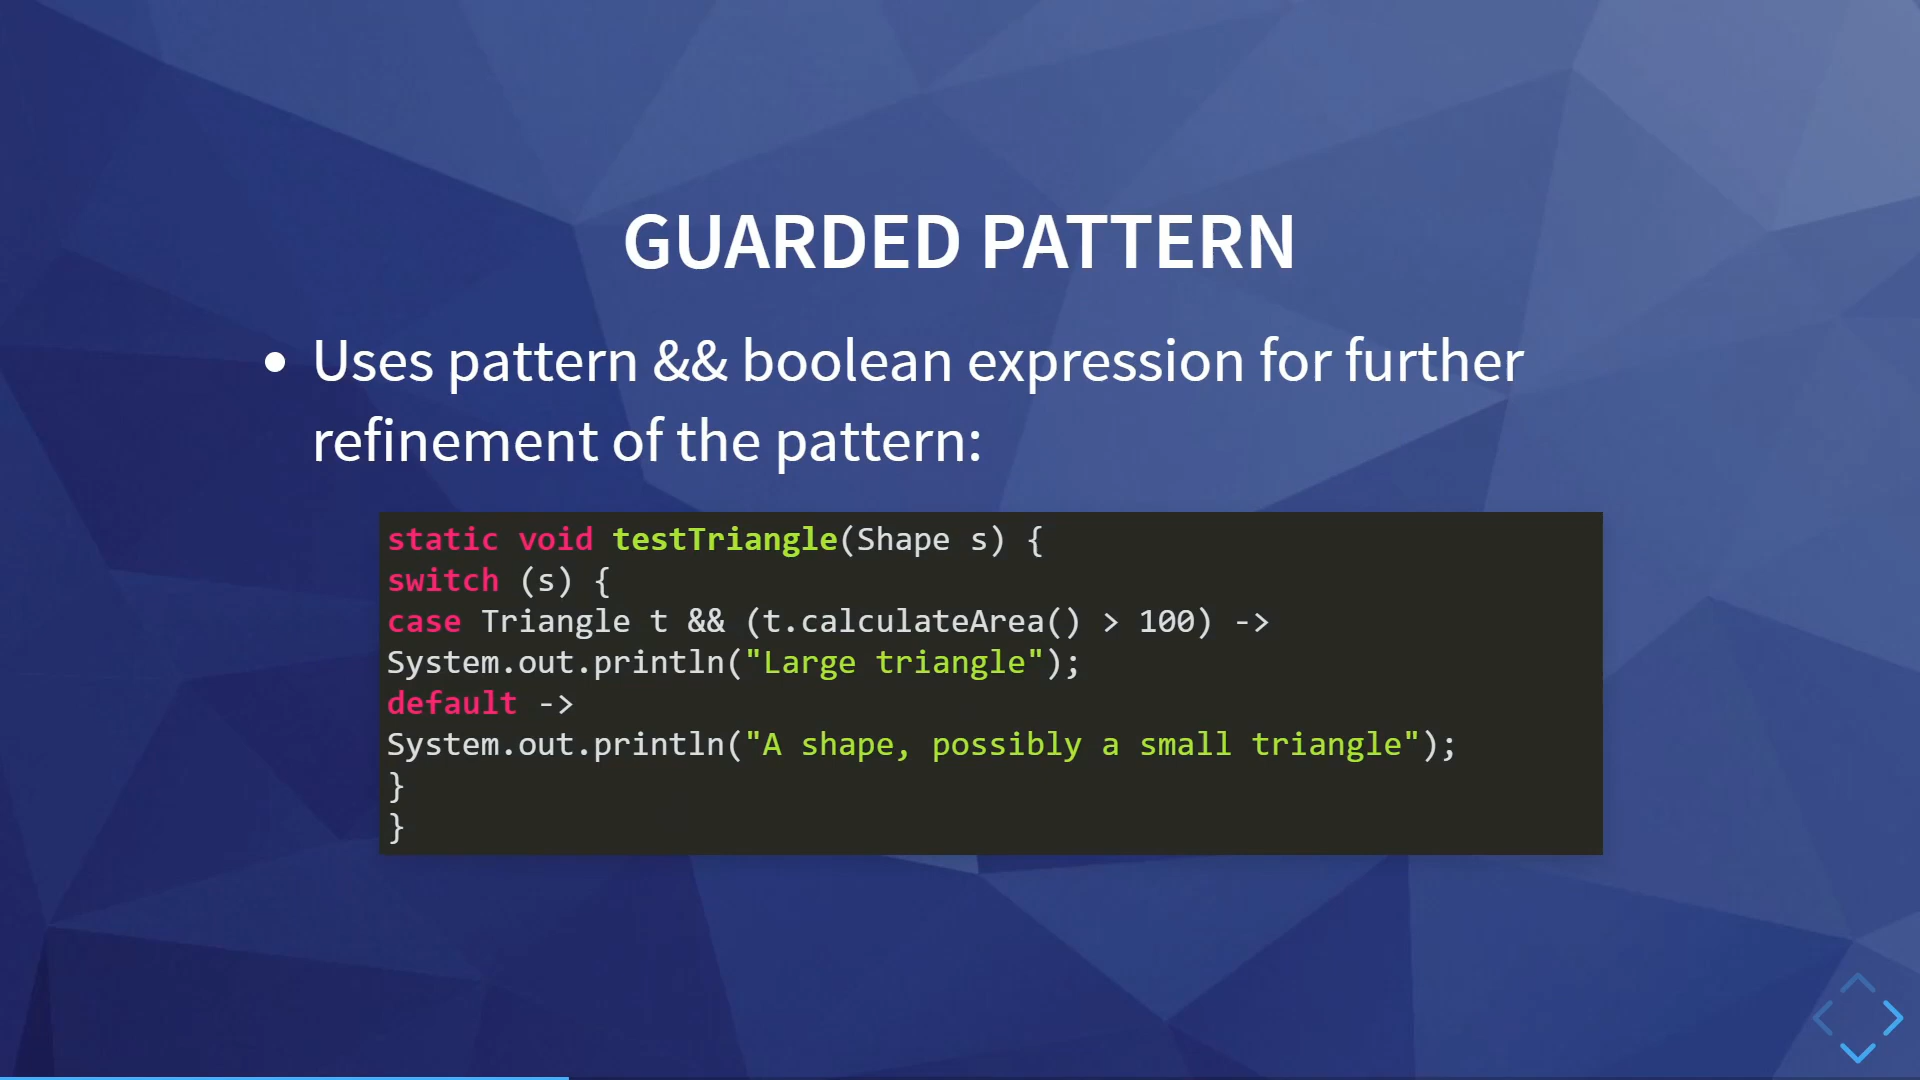 GUARDED PATTERN
• Uses pattern && boolean expression for further
refinement of the pattern:
static void testTriangle(Shape s) {
switch (s) {
case Triangle t && (t.calculateArea() > 100) ->
System.out.println("Large triangle");
default ->
System.out.println("A shape, possibly a small triangle");
}
}